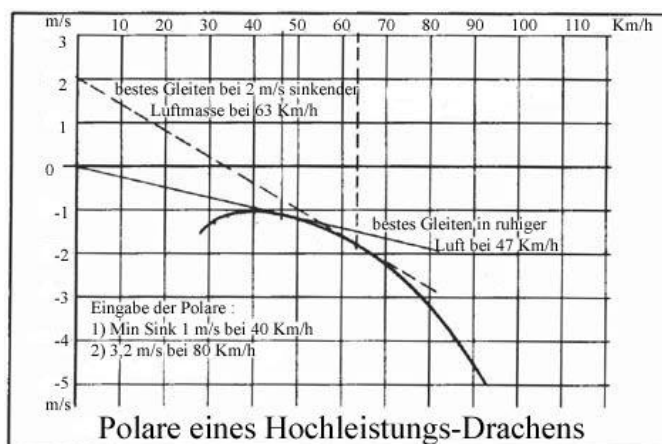 m/s 10 20 30 40 50 60 70 80 90 100 110 Km/h
3
2
bestes Gleiten bei 2 m/s sinkender
Luftmasse bei 63 Km/h
1
0
-1
bestes Gleiten in ruhiger
Luft bei 47 Km/h
-2
-3
Eingabe der Polare :
1) Min Sink 1 m/s bei 40 Km/h
2) 3,2 m/s bei 80 Km/h
-4
-5
m/s
Polare eines Hochleistungs-Drachens